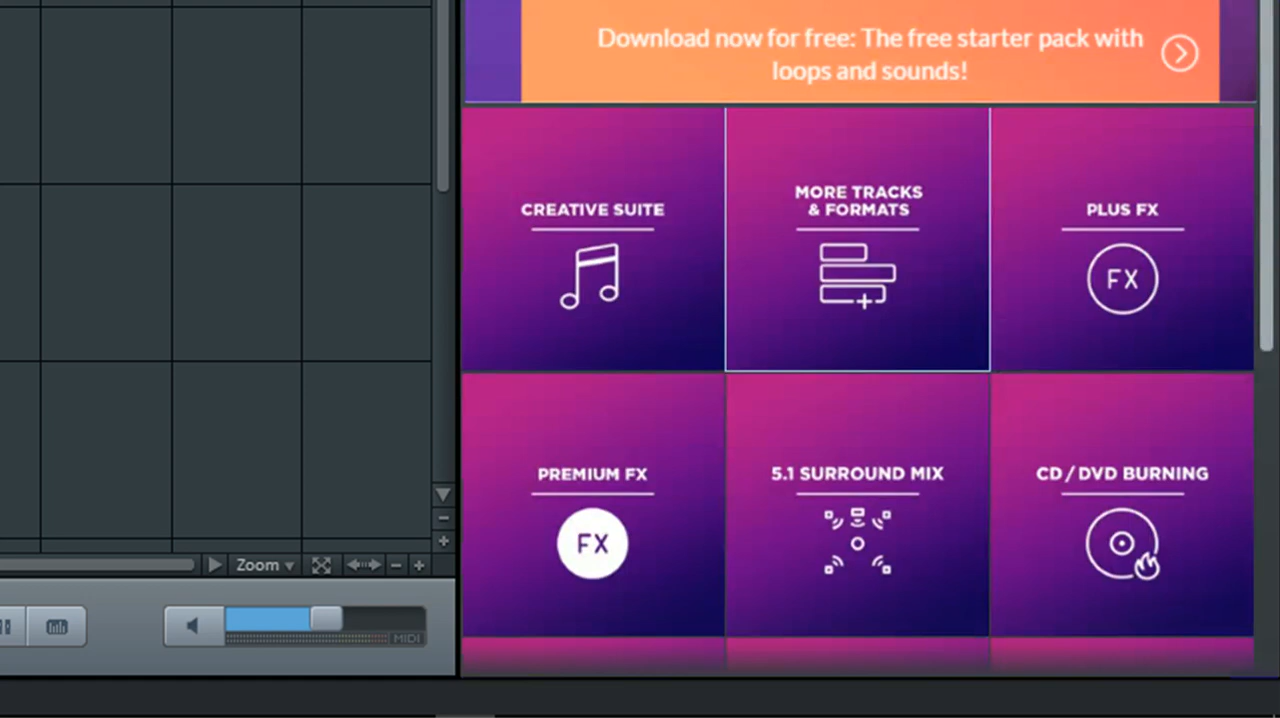 Download now for free: The free starter pack with
loops and sounds!
CREATIVE SUITE
MORE TRACKS
& FORMATS
PLUS FX
FX
PREMIUM FX
FX
5.1 SURROUND MIX
CD / DVD BURNING
Zoom
MIDI